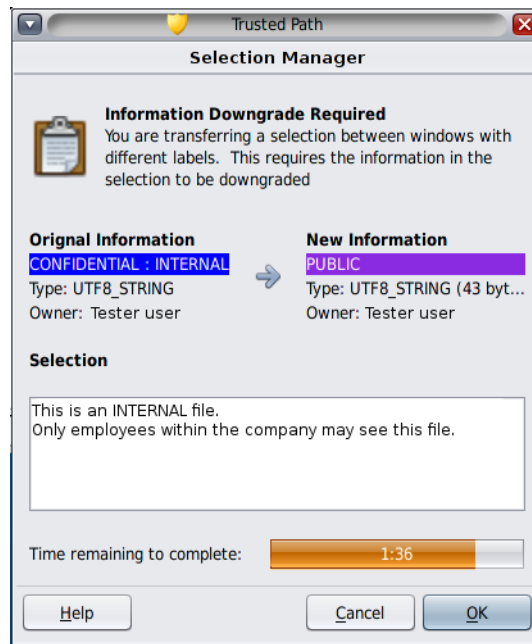 Trusted Path
Selection Manager
Information Downgrade Required
You are transferring a selection between windows with
different labels.  This requires the information in the
selection to be downgraded
Orignal Information
CONFIDENTIAL : INTERNAL
Type: UTF8_STRING
Owner: Tester user
New Information
PUBLIC
Type: UTF8_STRING (43 byt...
Owner: Tester user
Selection
This is an INTERNAL file.
Only employees within the company may see this file.
Time remaining to complete:
1:36
Help
Cancel
OK